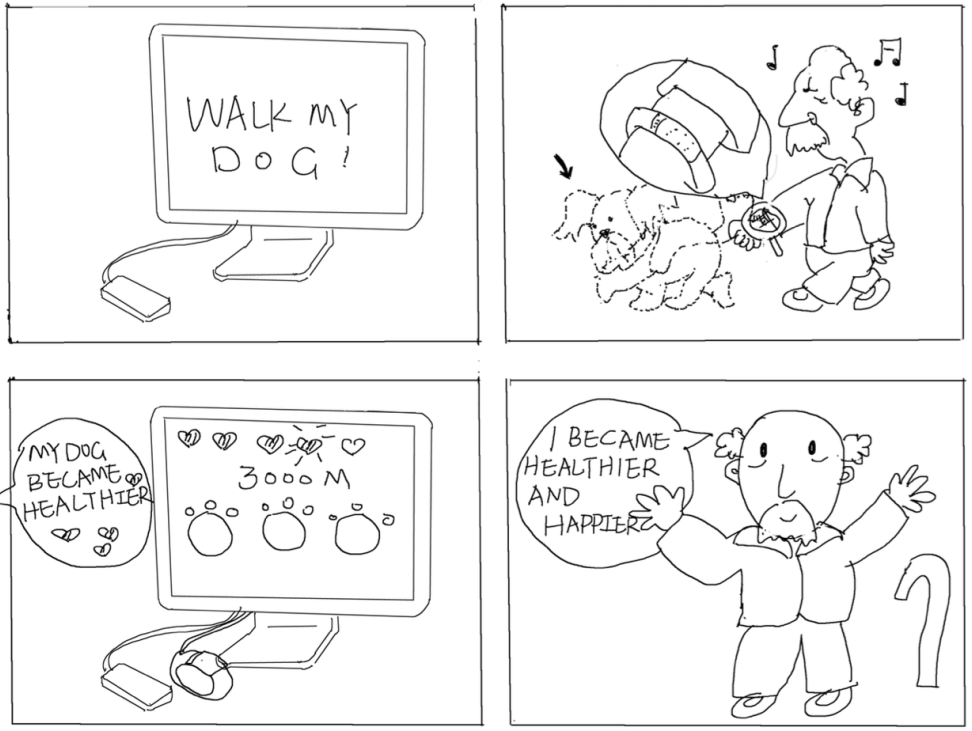 WALK MY
DOG!
MY DOG
BECAME
HEALTHIER
3000 M
I BECAME
HEALTHIER
AND
HAPPIER?